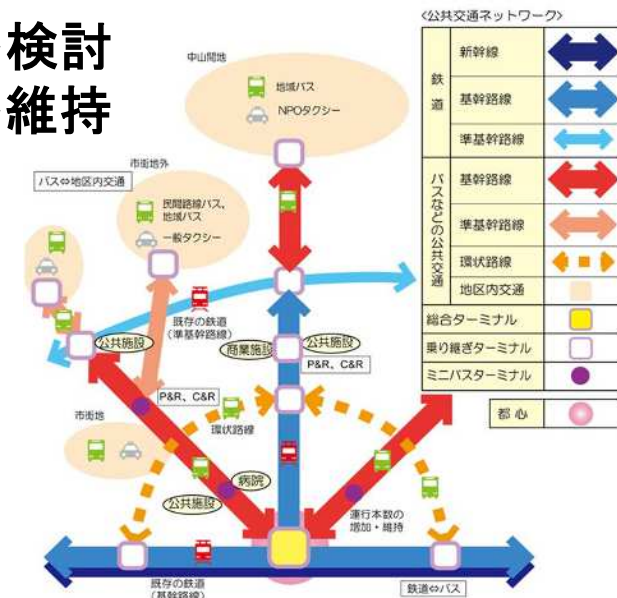 検討
維持
〈公共交通ネットワーク〉
鉄道
新幹線
基幹路線
準基幹路線
バスなどの公共交通
基幹路線
準基幹路線
環状路線
地区内交通
総合ターミナル
乗り継ぎターミナル
ミニバスターミナル
都心
中山間地
地域バス
NPOタクシー
市街地外
バス⇔地区内交通
民間路線バス、
地域バス
一般タクシー
既存の鉄道
(準基幹路線)
公共施設
商業施設
公共施設
P&R、C&R
P&R、C&R
市街地
環状路線
病院
公共施設
運行本数の
増加・維持
既存の鉄道
(基幹路線)
鉄道⇔バス